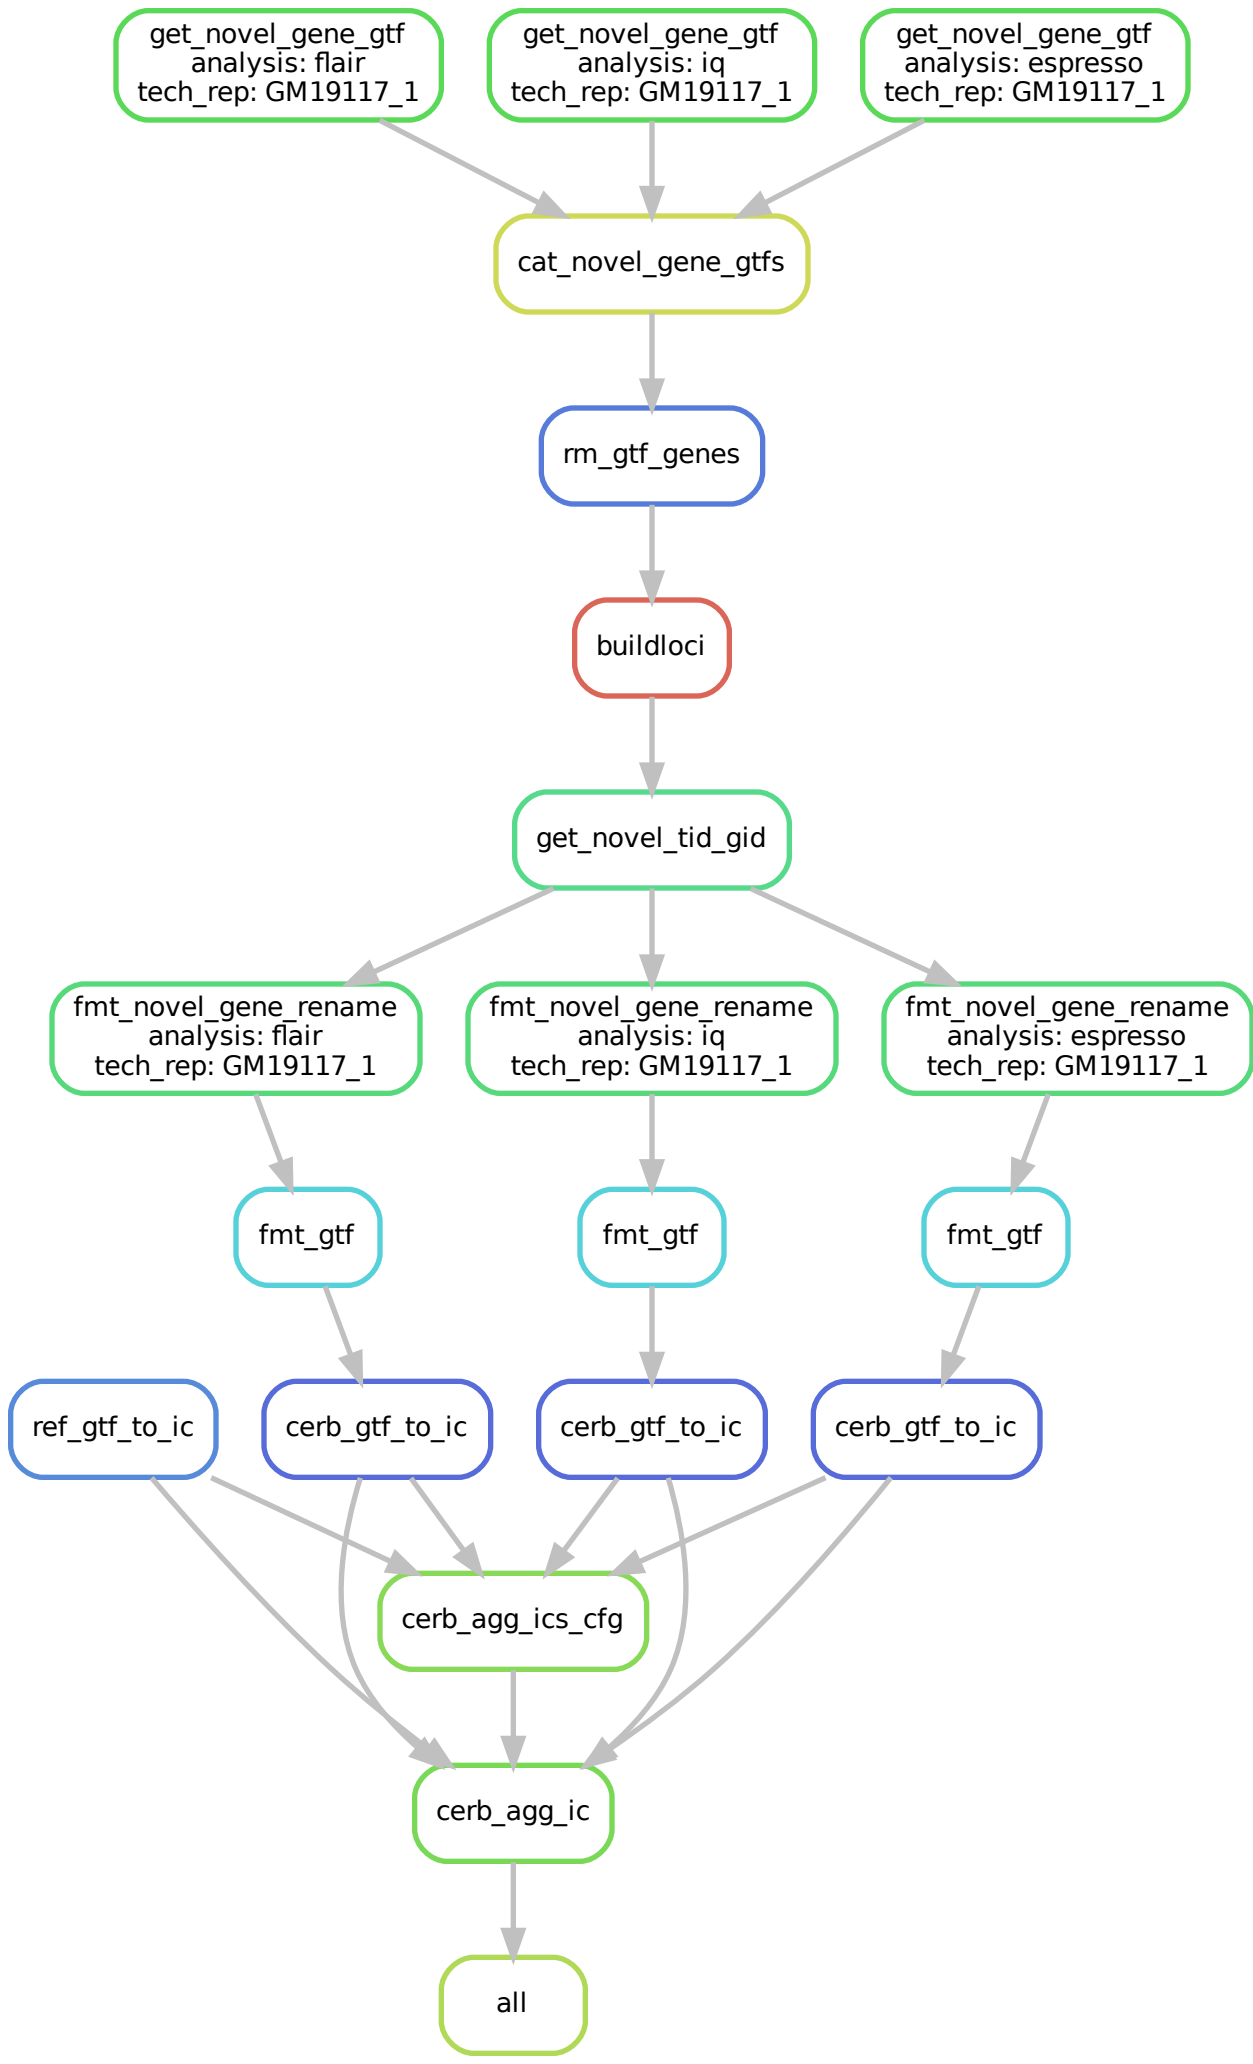 get_novel_gene_gtf
analysis: flair
tech_rep: GM19117_1
get_novel_gene_gtf
analysis: iq
tech_rep: GM19117_1
get_novel_gene_gtf
analysis: espresso
tech_rep: GM19117_1
cat_novel_gene_gtfs
rm_gtf_genes
buildloci
get_novel_tid_gid
fmt_novel_gene_rename
analysis: flair
tech_rep: GM19117_1
fmt_novel_gene_rename
analysis: iq
tech_rep: GM19117_1
fmt_novel_gene_rename
analysis: espresso
tech_rep: GM19117_1
fmt_gtf
fmt_gtf
fmt_gtf
ref_gtf_to_ic
cerb_gtf_to_ic
cerb_gtf_to_ic
cerb_gtf_to_ic
cerb_agg_ics_cfg
cerb_agg_ic
all